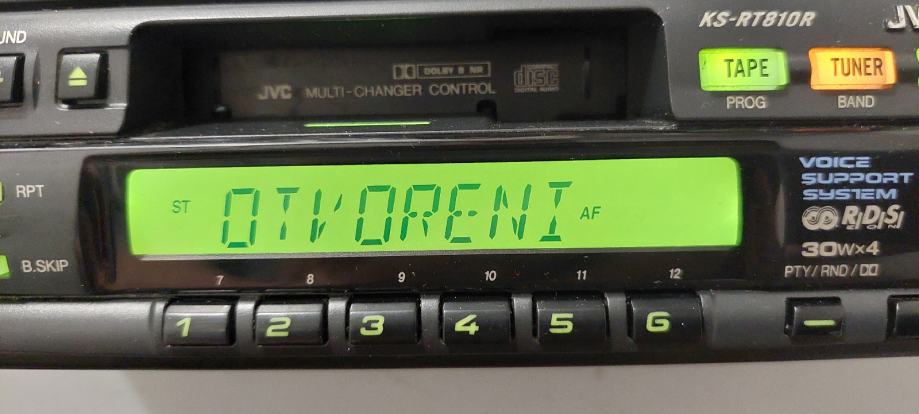 KS-RT810R
DOLBY B NR
disc
DIGITAL AUDIO
JVC MULTI-CHANGER CONTROL
TAPE
TUNER
PROG
BAND
RPT
B.SKIP
ST
OTVORENI
AF
VOICE
SUPPORT
SYSTEM
RDS
EON
30W×4
PTY/RND/DD
7 8 9 10 11 12
1 2 3 4 5 6